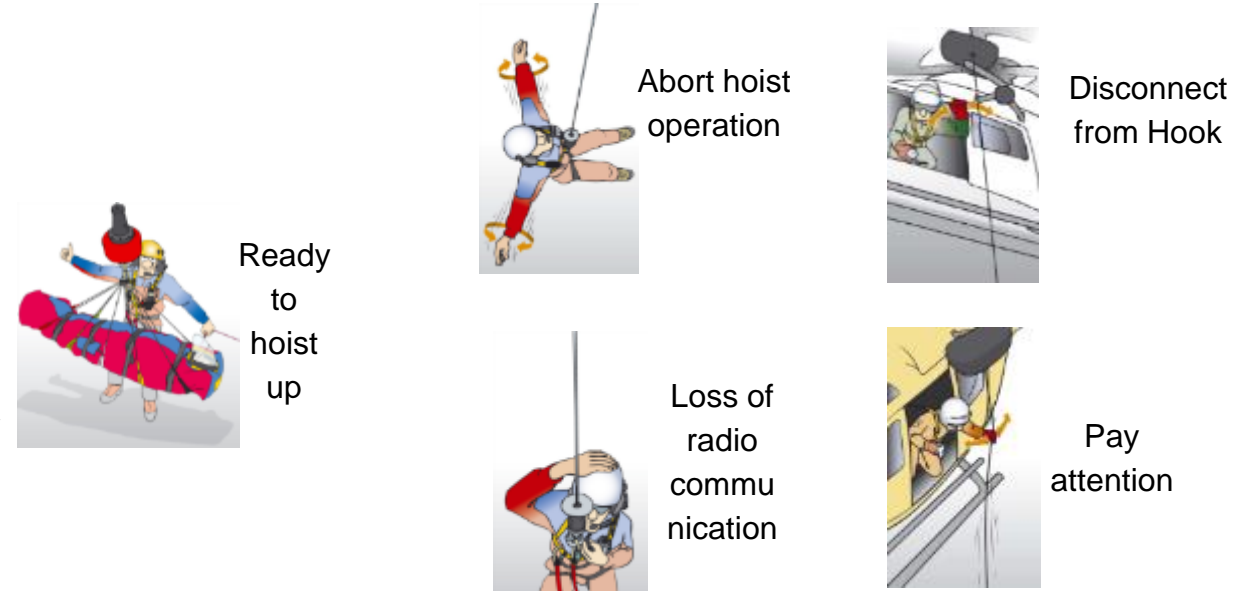 Ready
to
hoist
up
Abort hoist
operation
Loss of
radio
commu
nication
Disconnect
from Hook
Pay
attention